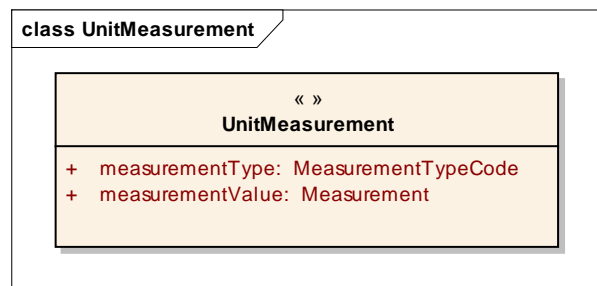 class UnitMeasurement
« »
UnitMeasurement
+ measurementType: MeasurementTypeCode
+ measurementValue: Measurement